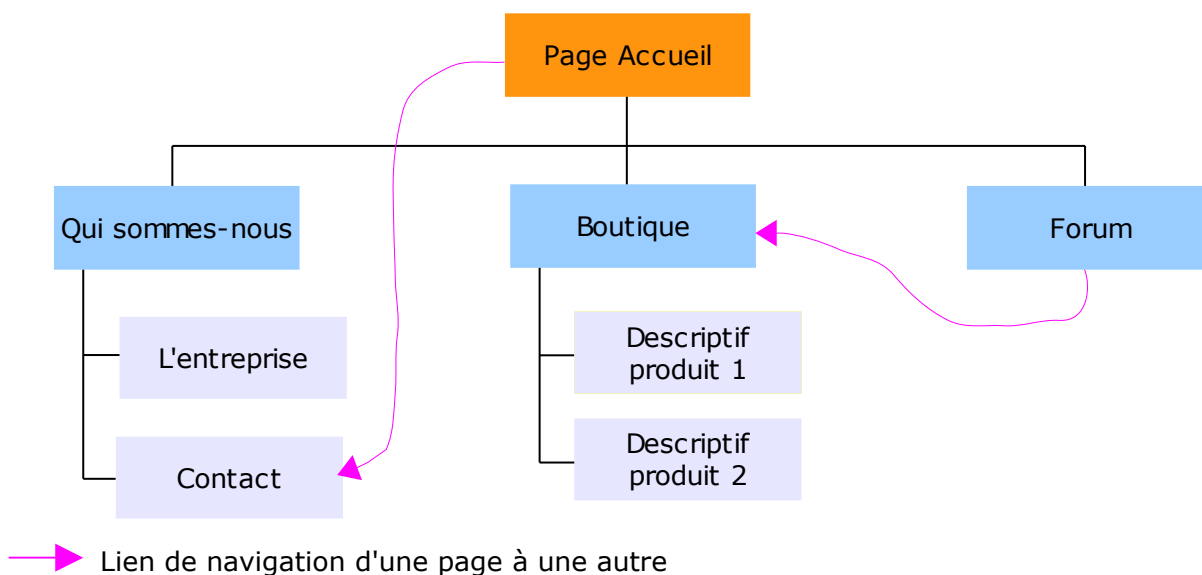 Page Accueil
Qui sommes-nous
Boutique
Forum
L'entreprise
Contact
Descriptif
produit 1
Descriptif
produit 2
Lien de navigation d'une page à une autre